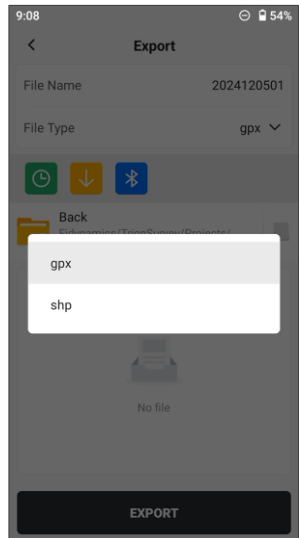 9:08
54%
Export
File Name
2024120501
File Type
gpx
Back
gpx
shp
No file
EXPORT